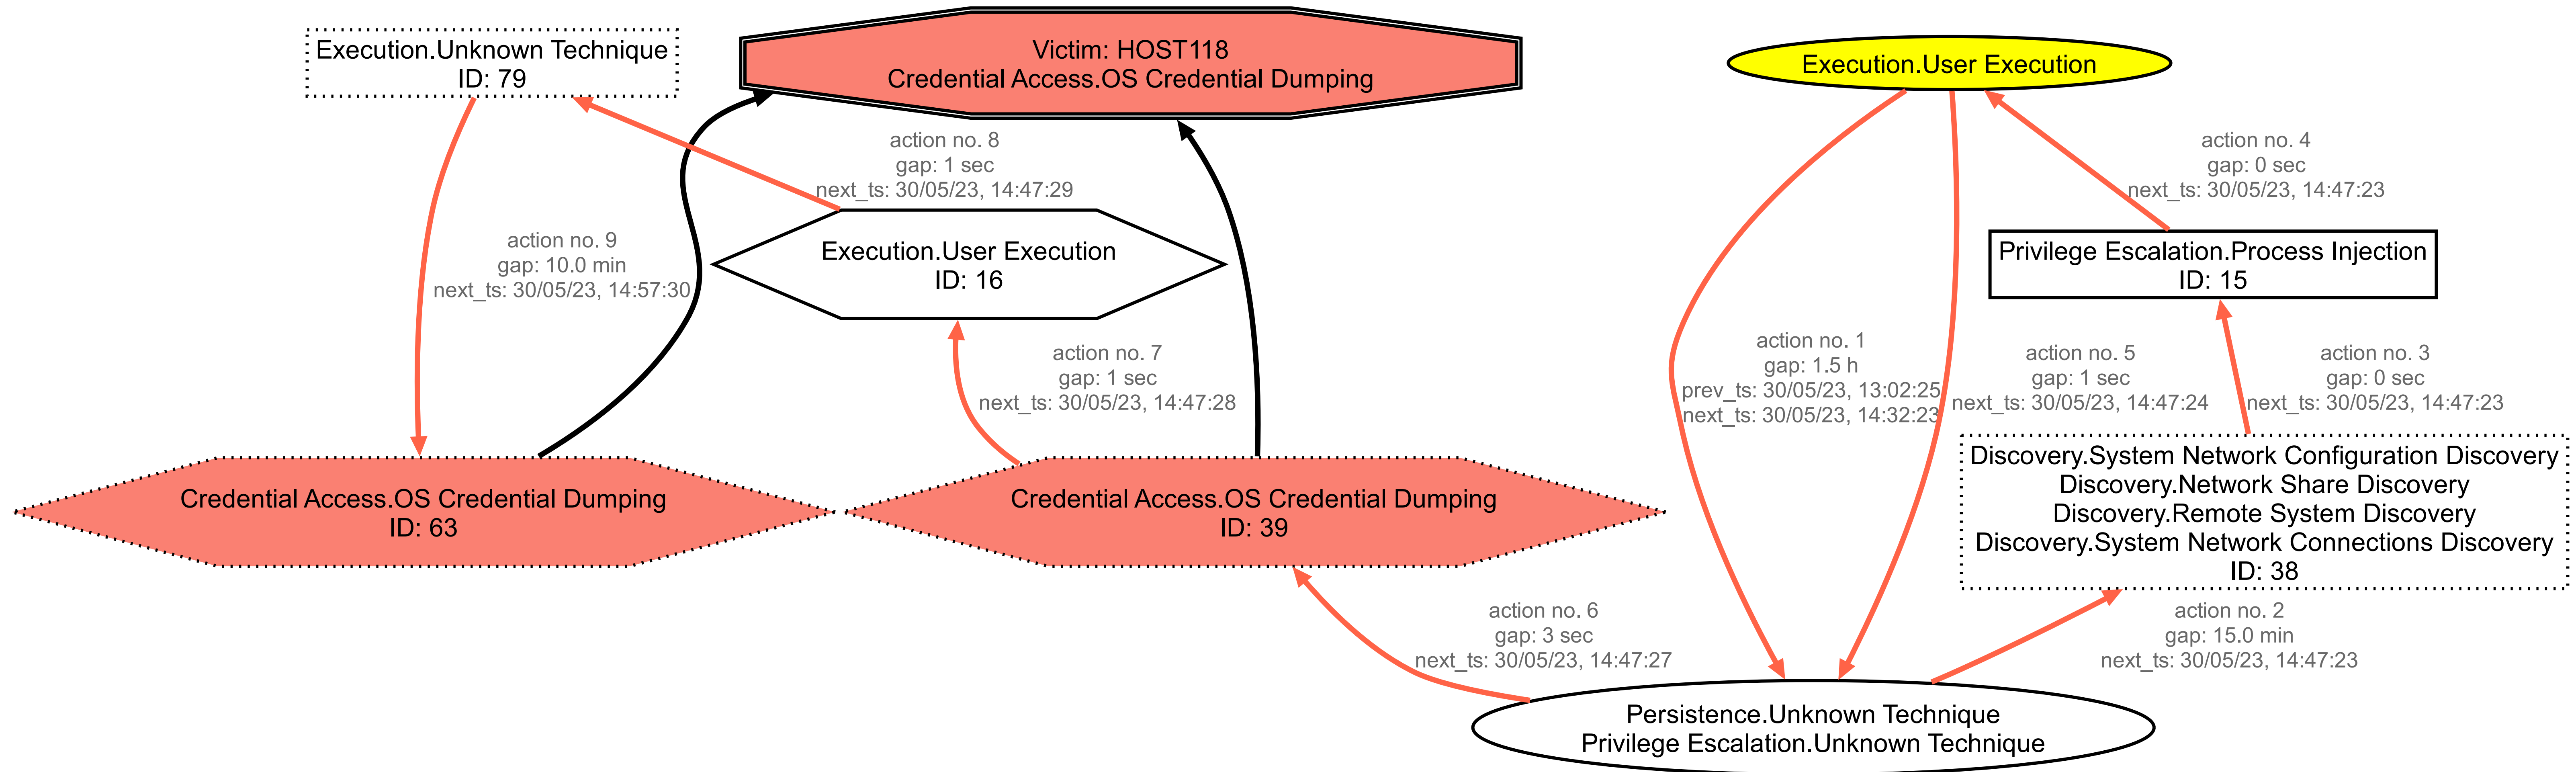 Execution.Unknown Technique
ID: 79
Victim: HOST118
Credential Access.OS Credential Dumping
Execution.User Execution
action no. 8
gap: 1 sec
next_ts: 30/05/23, 14:47:29
action no. 4
gap: 0 sec
next_ts: 30/05/23, 14:47:23
action no. 9
gap: 10.0 min
next_ts: 30/05/23, 14:57:30
Execution.User Execution
ID: 16
Privilege Escalation.Process Injection
ID: 15
action no. 7
gap: 1 sec
next_ts: 30/05/23, 14:47:28
action no. 1
gap: 1.5 h
prev_ts: 30/05/23, 13:02:25
next_ts: 30/05/23, 14:32:23
action no. 5
gap: 1 sec
next_ts: 30/05/23, 14:47:24
action no. 3
gap: 0 sec
next_ts: 30/05/23, 14:47:23
Credential Access.OS Credential Dumping
ID: 63
Credential Access.OS Credential Dumping
ID: 39
Discovery.System Network Configuration Discovery
Discovery.Network Share Discovery
Discovery.Remote System Discovery
Discovery.System Network Connections Discovery
ID: 38
action no. 6
gap: 3 sec
next_ts: 30/05/23, 14:47:27
action no. 2
gap: 15.0 min
next_ts: 30/05/23, 14:47:23
Persistence.Unknown Technique
Privilege Escalation.Unknown Technique